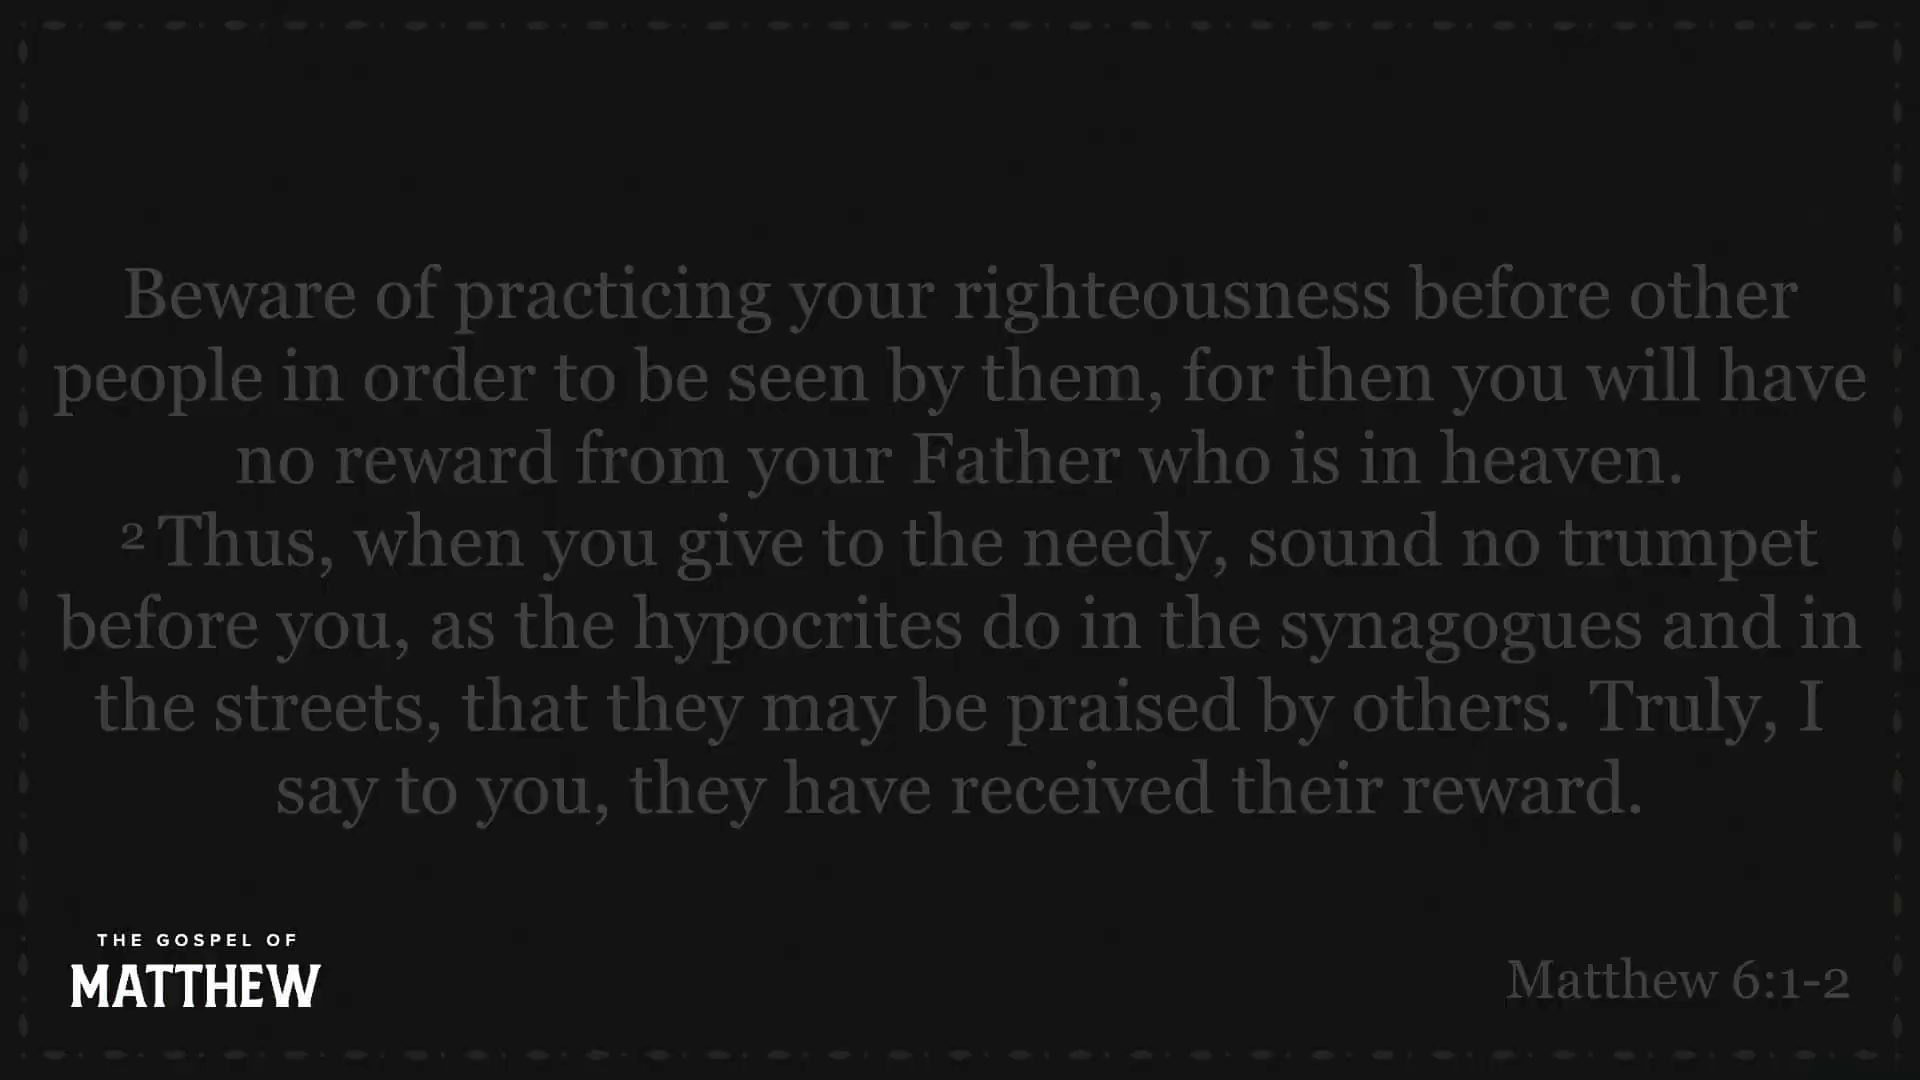 Beware of practicing your righteousness before other
people in order to be seen by them, for then you will have
no reward from your Father who is in heaven.
2 Thus, when you give to the needy, sound no trumpet
before you, as the hypocrites do in the synagogues and in
the streets, that they may be praised by others. Truly, I
say to you, they have received their reward.
THE GOSPEL OF
MATTHEW
Matthew 6:1-2